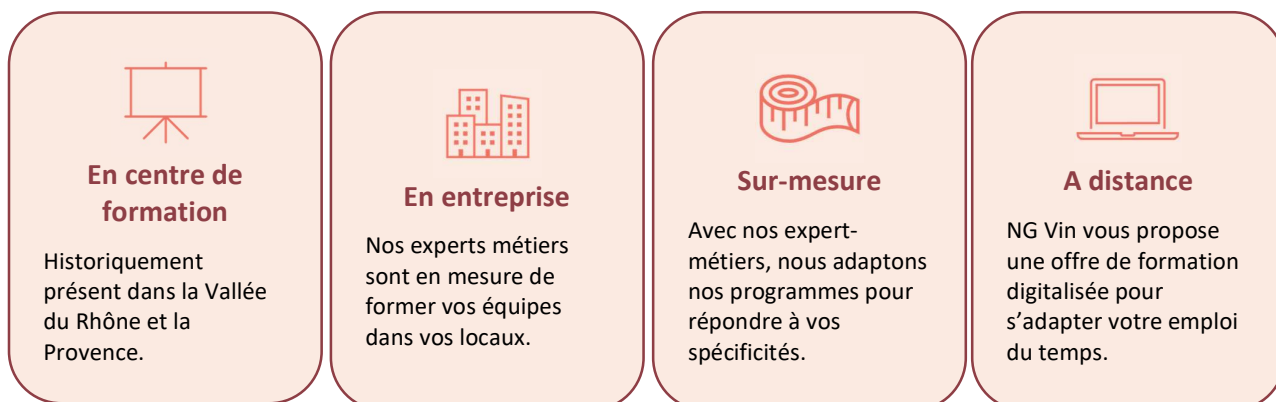 En centre de
formation
Historiquement
présent dans la Vallée
du Rhône et la
Provence.
En entreprise
Nos experts métiers
sont en mesure de
former vos équipes
dans vos locaux.
Sur-mesure
Avec nos expert-
métiers, nous adaptons
nos programmes pour
répondre à vos
spécificités.
A distance
NG Vin vous propose
une offre de formation
digitalisée pour
s’adapter votre emploi
du temps.